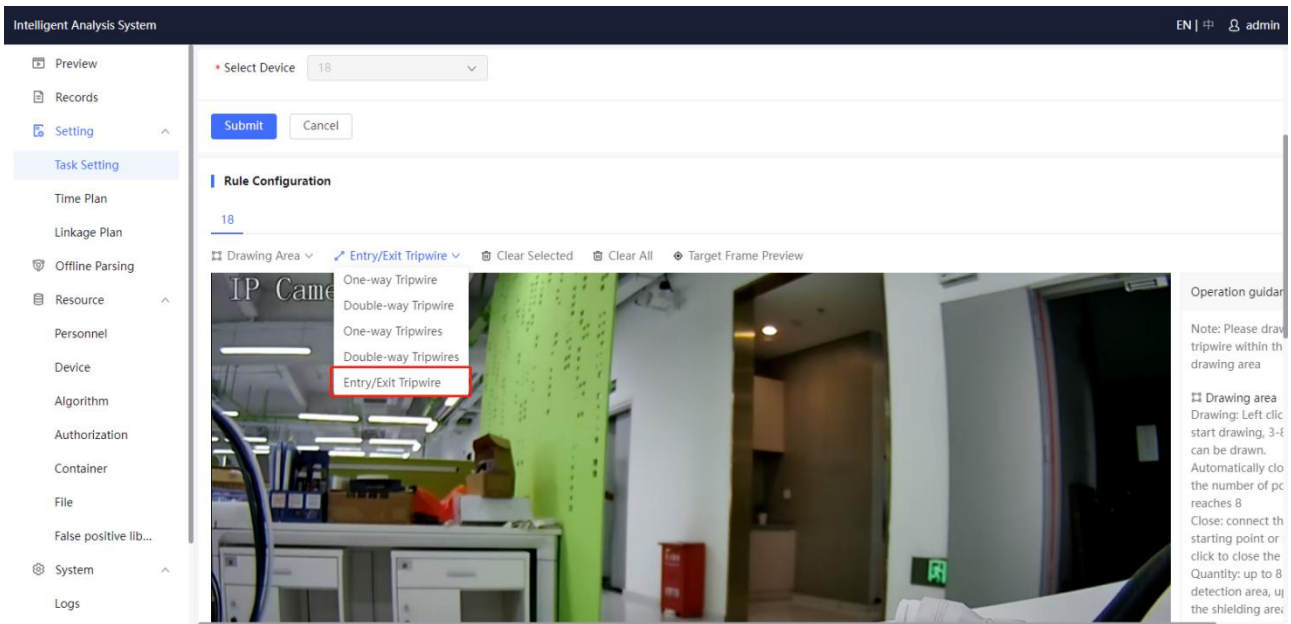 Intelligent Analysis System
EN | 中 admin
Preview
Records
Setting
Task Setting
Time Plan
Linkage Plan
Offline Parsing
Resource
Personnel
Device
Algorithm
Authorization
Container
File
False positive lib...
System
Logs
* Select Device 18
Submit Cancel
Rule Configuration
18
Drawing Area Entry/Exit Tripwire Clear Selected Clear All Target Frame Preview
One-way Tripwire
Double-way Tripwire
One-way Tripwires
Double-way Tripwires
Entry/Exit Tripwire
IP Came
Operation guidan
Note: Please draw
tripwire within th
drawing area
Drawing area
Drawing: Left clic
start drawing, 3-8
can be drawn.
Automatically clo
the number of po
reaches 8
Close: connect th
starting point or
click to close the
Quantity: up to 8
detection area, up
the shielding area